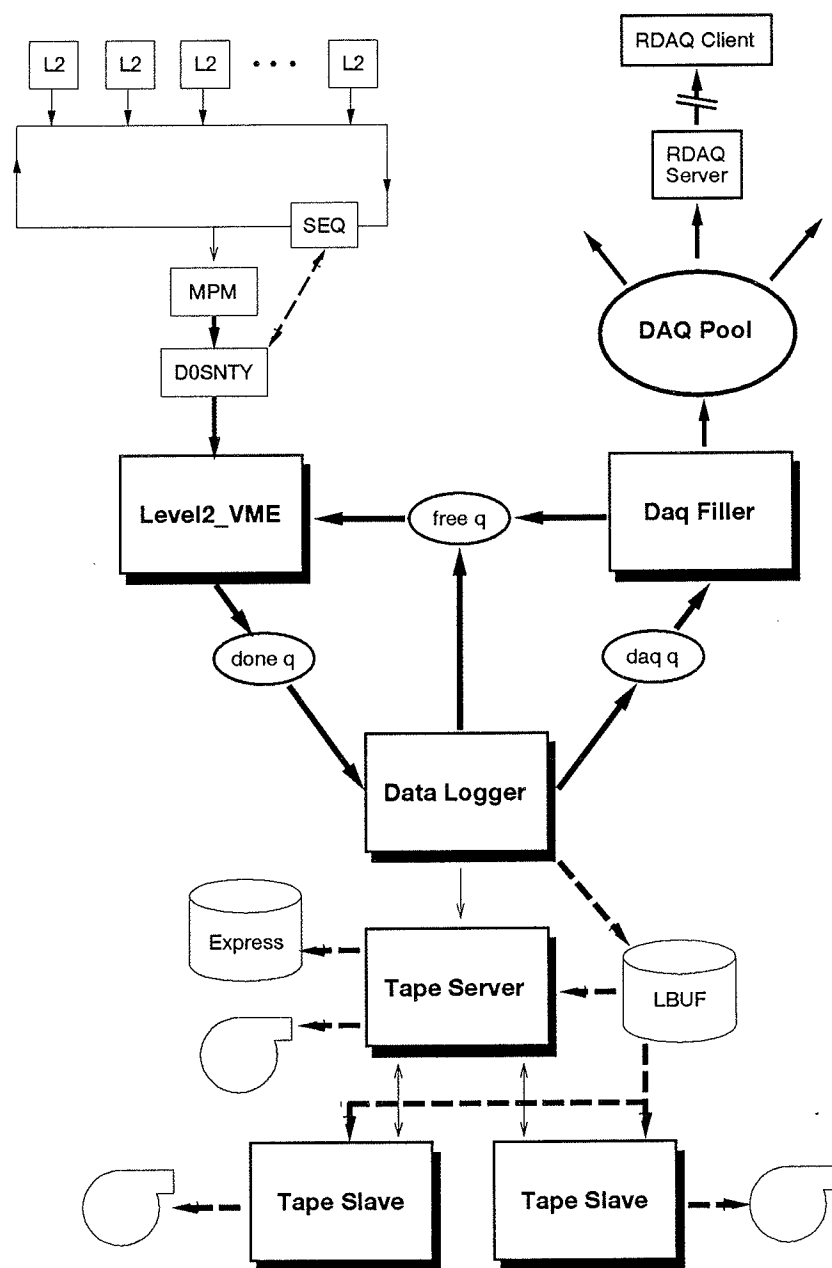 RDAQ Client
L2 L2 L2 • • • L2
RDAQ
Server
SEQ
MPM
DAQ Pool
D0SNTY
Level2_VME
free q
Daq Filler
done q
daq q
Data Logger
Express
Tape Server
LBUF
Tape Slave
Tape Slave